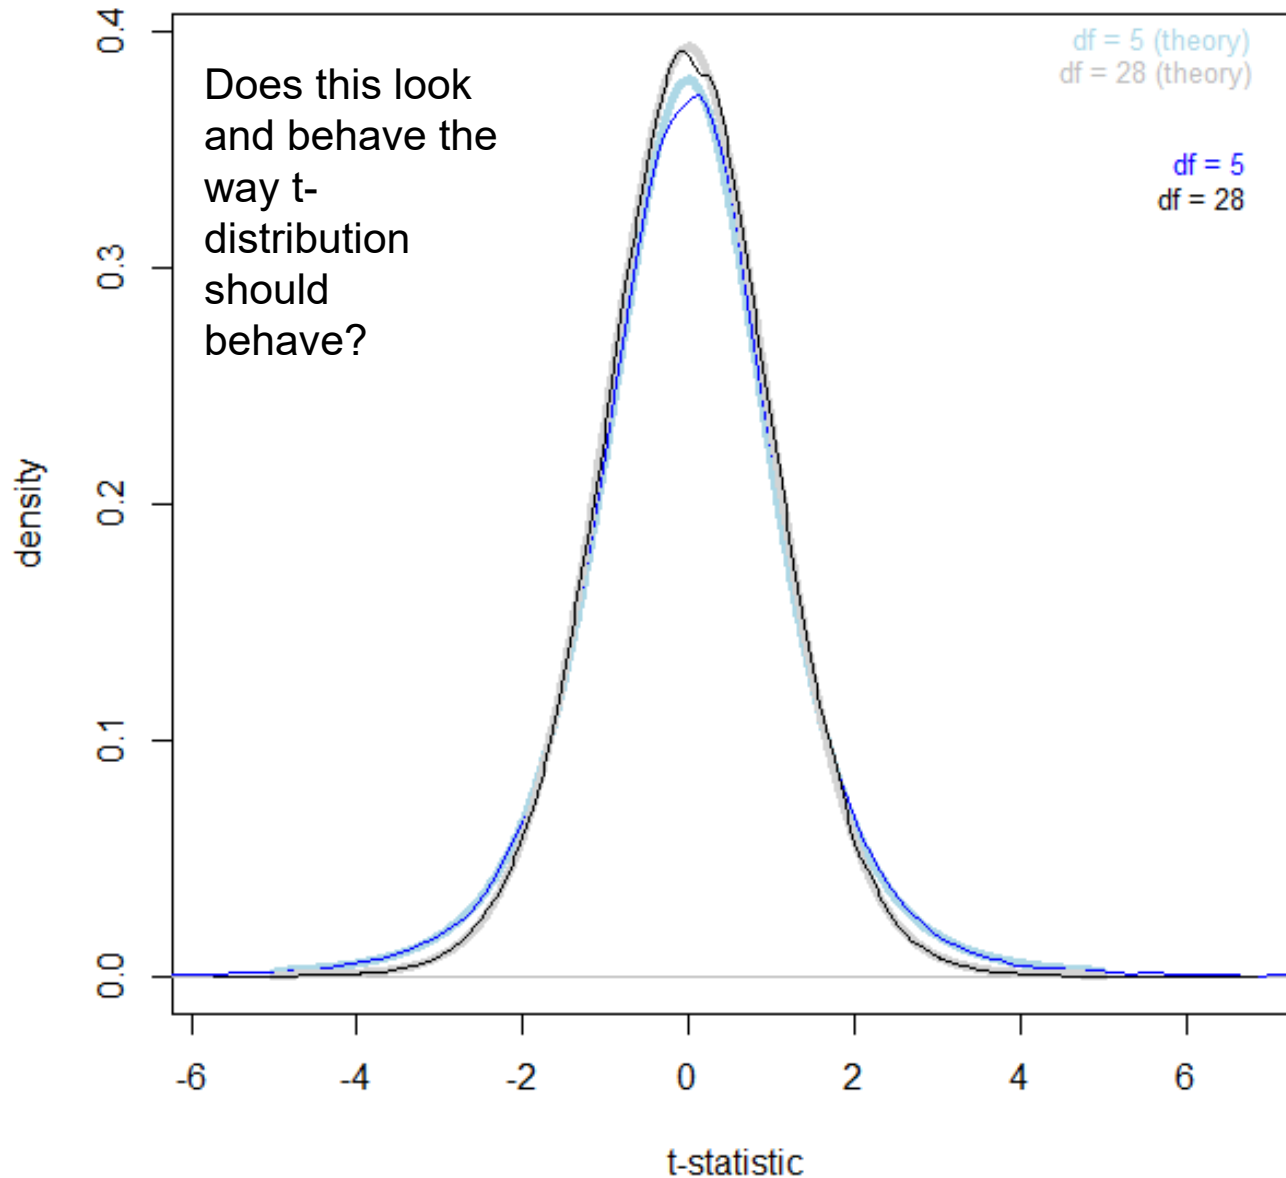 Does this look
and behave the
way t-
distribution
should
behave?
df = 5 (theory)
df = 28 (theory)
df = 5
df = 28
density
0.4
0.3
0.2
0.1
0.0
-6 -4 -2 0 2 4 6
t-statistic